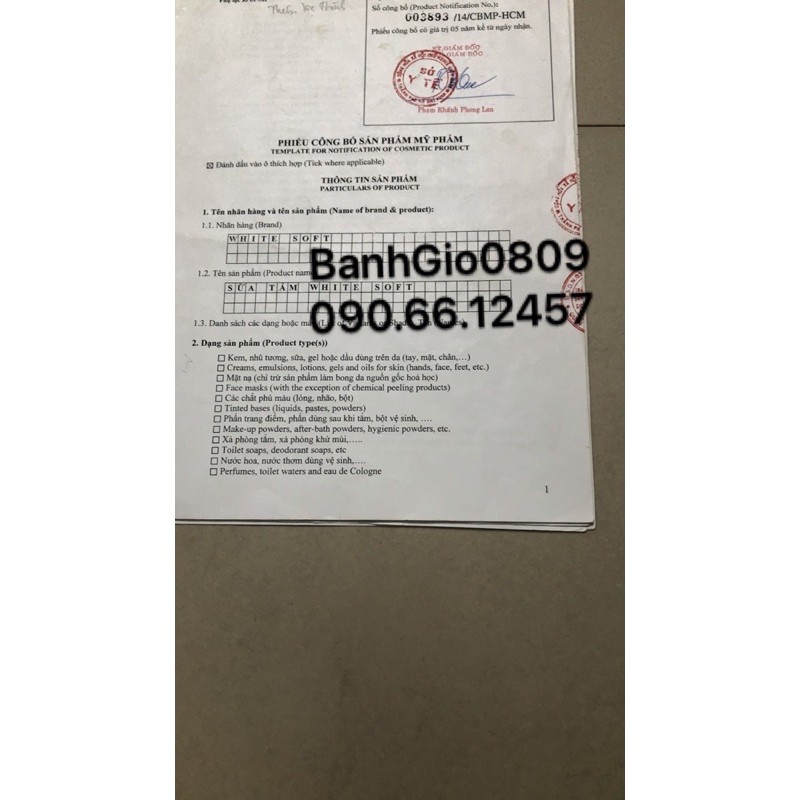 Số công bố (Product Notification No.):
003893 /14/CBMP-HCM
Phiếu công bố có giá trị 05 năm kể từ ngày nhận.
KT.GIÁM ĐỐC
GIÁM ĐỐC
SỞ
Y TẾ
Phạm Khánh Phong Lan
PHIẾU CÔNG BỐ SẢN PHẨM MỸ PHẨM
TEMPLATE FOR NOTIFICATION OF COSMETIC PRODUCT
Đánh dấu vào ô thích hợp (Tick where applicable)
THÔNG TIN SẢN PHẨM
PARTICULARS OF PRODUCT
1. Tên nhãn hàng và tên sản phẩm (Name of brand & product):
1.1. Nhãn hàng (Brand)
WHITE SOFT
BanhGio0809
1.2. Tên sản phẩm (Product nam
SỮA TẮM WHITE SOFT
090.66.12457
1.3. Danh sách các dạng hoặc
2. Dạng sản phẩm (Product type(s))
Kem, nhũ tương, sữa, gel hoặc dầu dùng trên da (tay, mặt, chân,...)
Creams, emulsions, lotions, gels and oils for skin (hands, face, feet, etc.)
Mặt nạ (chỉ trừ sản phẩm làm bong da nguồn gốc hoá học)
Face masks (with the exception of chemical peeling products)
Các chất phủ màu (lỏng, nhão, bột)
Tinted bases (liquids, pastes, powders)
Phấn trang điểm, phấn dùng sau khi tắm, bột vệ sinh, ....
Make-up powders, after-bath powders, hygienic powders, etc.
Xà phòng tắm, xà phòng khử mùi,.....
Toilet soaps, deodorant soaps, etc
Nước hoa, nước thơm dùng vệ sinh,....
Perfumes, toilet waters and eau de Cologne
1